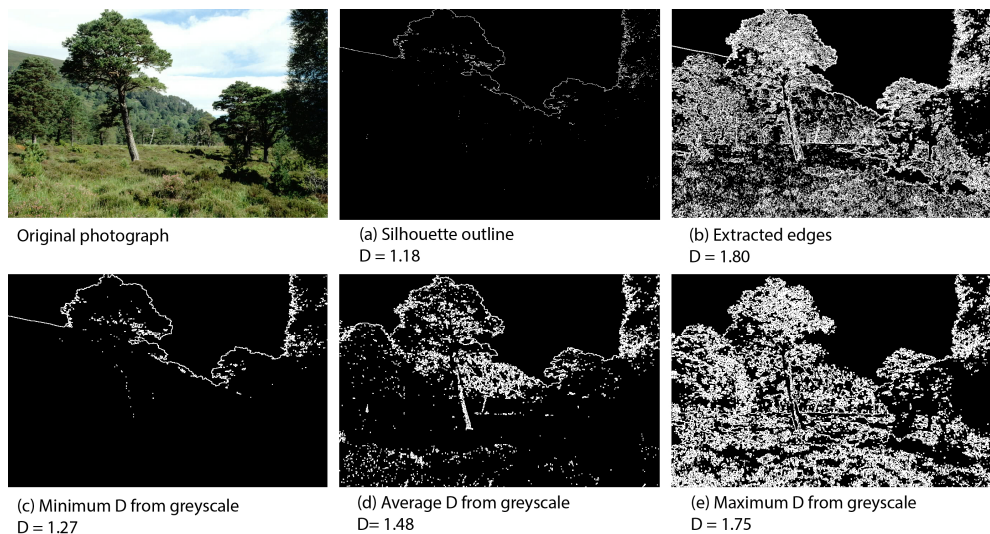 Original photograph
(a) Silhouette outline
D = 1.18
(b) Extracted edges
D = 1.80
(c) Minimum D from greyscale
D = 1.27
(d) Average D from greyscale
D= 1.48
(e) Maximum D from greyscale
D = 1.75